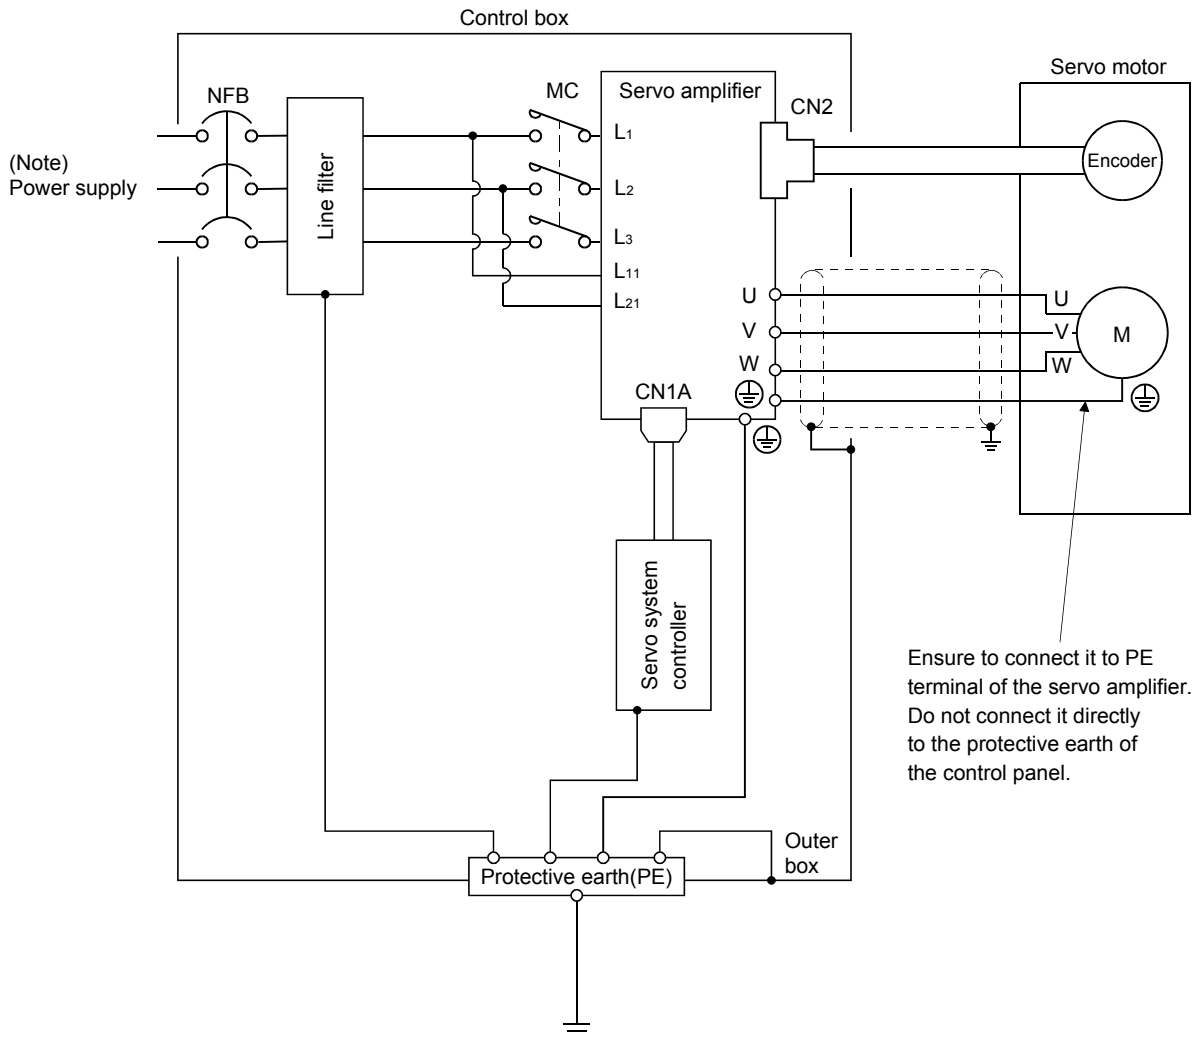 Control box
Servo motor
NFB
MC
Servo amplifier
CN2
(Note)
Power supply
Line filter
L1
L2
L3
L11
L21
Encoder
U
V
W
U
V
W
M
CN1A
Servo system
controller
Ensure to connect it to PE
terminal of the servo amplifier.
Do not connect it directly
to the protective earth of
the control panel.
Outer
box
Protective earth(PE)